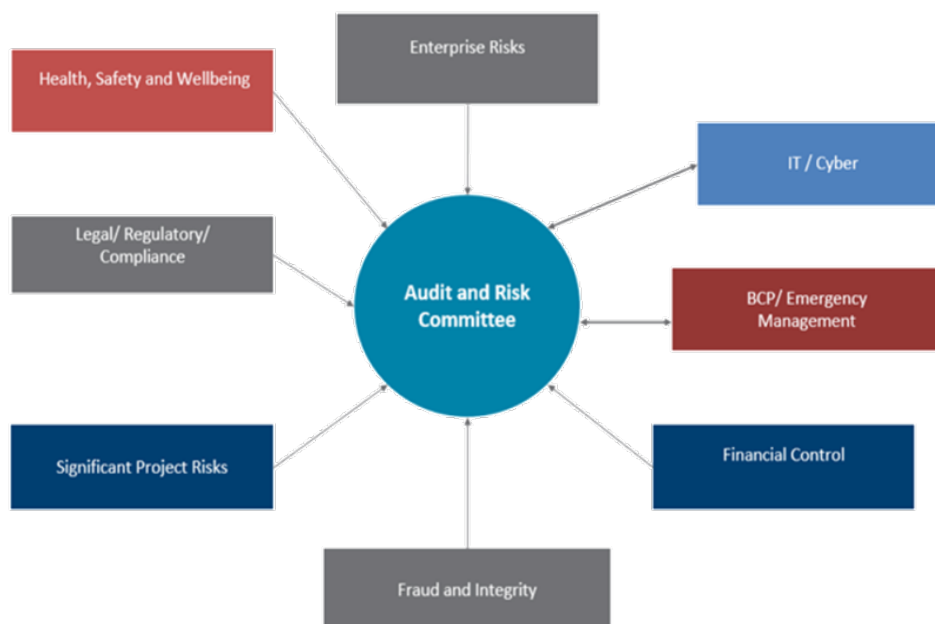 Enterprise Risks
Health, Safety and Wellbeing
IT / Cyber
Legal/ Regulatory/
Compliance
Audit and Risk
Committee
BCP/ Emergency
Management
Significant Project Risks
Financial Control
Fraud and Integrity